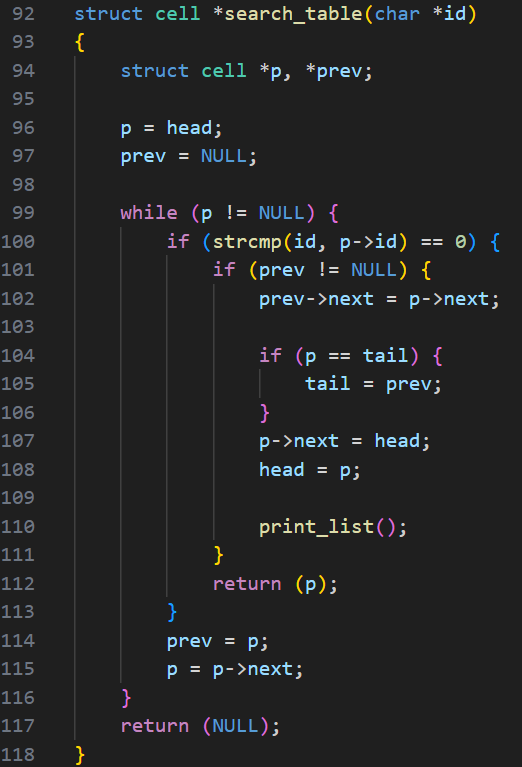 92 struct cell *search_table(char *id)
93 {
94     struct cell *p, *prev;
95
96     p = head;
97     prev = NULL;
98
99     while (p != NULL) {
100         if (strcmp(id, p->id) == 0) {
101             if (prev != NULL) {
102                 prev->next = p->next;
103
104                 if (p == tail) {
105                     tail = prev;
106                 }
107                 p->next = head;
108                 head = p;
109
110                 print_list();
111             }
112             return (p);
113         }
114         prev = p;
115         p = p->next;
116     }
117     return (NULL);
118 }